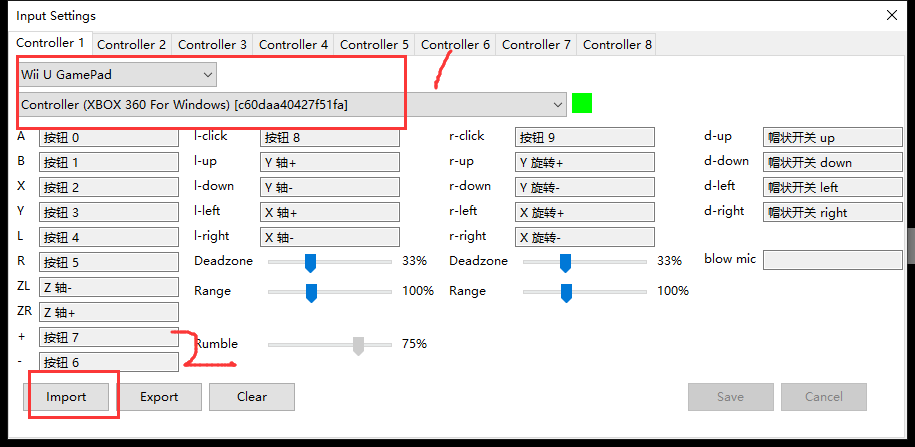 Input Settings
Controller 1 Controller 2 Controller 3 Controller 4 Controller 5 Controller 6 Controller 7 Controller 8
Wii U GamePad
Controller (XBOX 360 For Windows) [c60daa40427f51fa]
A 按钮 0 l-click 按钮 8 r-click 按钮 9 d-up 帽状开关 up
B 按钮 1 l-up Y 轴+ r-up Y 旋转+ d-down 帽状开关 down
X 按钮 2 l-down Y 轴- r-down Y 旋转- d-left 帽状开关 left
Y 按钮 3 l-left X 轴+ r-left X 旋转+ d-right 帽状开关 right
L 按钮 4 l-right X 轴- r-right X 旋转-
R 按钮 5 Deadzone 33% Deadzone 33% blow mic
ZL Z 轴- Range 100% Range 100%
ZR Z 轴+
+ 按钮 7 Rumble 75%
- 按钮 6
2
Import Export Clear Save Cancel